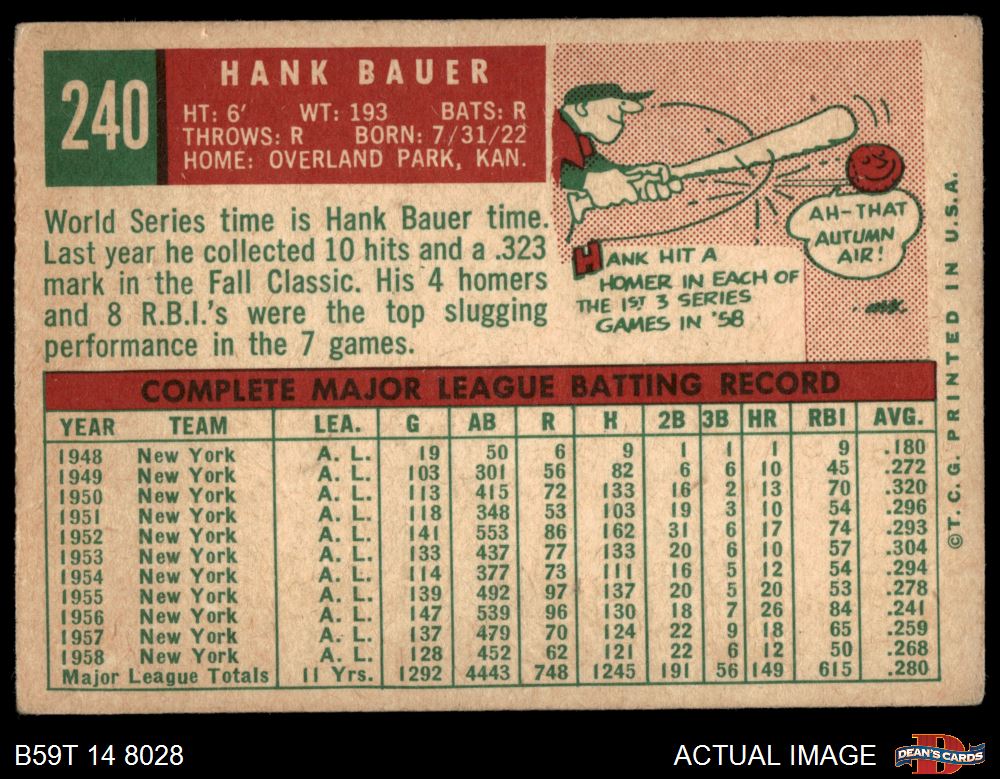 240
HANK BAUER
HT: 6' WT: 193 BATS: R
THROWS: R BORN: 7/31/22
HOME: OVERLAND PARK, KAN.
World Series time is Hank Bauer time.
Last year he collected 10 hits and a .323
mark in the Fall Classic. His 4 homers
and 8 R.B.I.'s were the top slugging
performance in the 7 games.
AH-THAT
AUTUMN
AIR!
HANK HIT A
HOMER IN EACH OF
THE 1ST 3 SERIES
GAMES IN '58
COMPLETE MAJOR LEAGUE BATTING RECORD
YEAR TEAM LEA. G AB R H 2B 3B HR RBI AVG.
1948 New York A. L. 19 50 6 9 1 1 1 9 .180
1949 New York A. L. 103 301 56 82 6 6 10 45 .272
1950 New York A. L. 113 415 72 133 16 2 13 70 .320
1951 New York A. L. 118 348 53 103 19 3 10 54 .296
1952 New York A. L. 141 553 86 162 31 6 17 74 .293
1953 New York A. L. 133 437 77 133 20 6 10 57 .304
1954 New York A. L. 114 377 73 111 16 5 12 54 .294
1955 New York A. L. 139 492 97 137 20 5 20 53 .278
1956 New York A. L. 147 539 96 130 18 7 26 84 .241
1957 New York A. L. 137 479 70 124 22 9 18 65 .259
1958 New York A. L. 128 452 62 121 22 6 12 50 .268
Major League Totals 11 Yrs. 1292 4443 748 1245 191 56 149 615 .280
©T. C. G. PRINTED IN U.S.A.
B59T 14 8028
ACTUAL IMAGE
DEAN'S CARDS